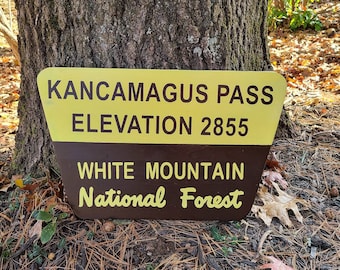 KANCAMAGUS PASS
ELEVATION 2855
WHITE MOUNTAIN
National Forest